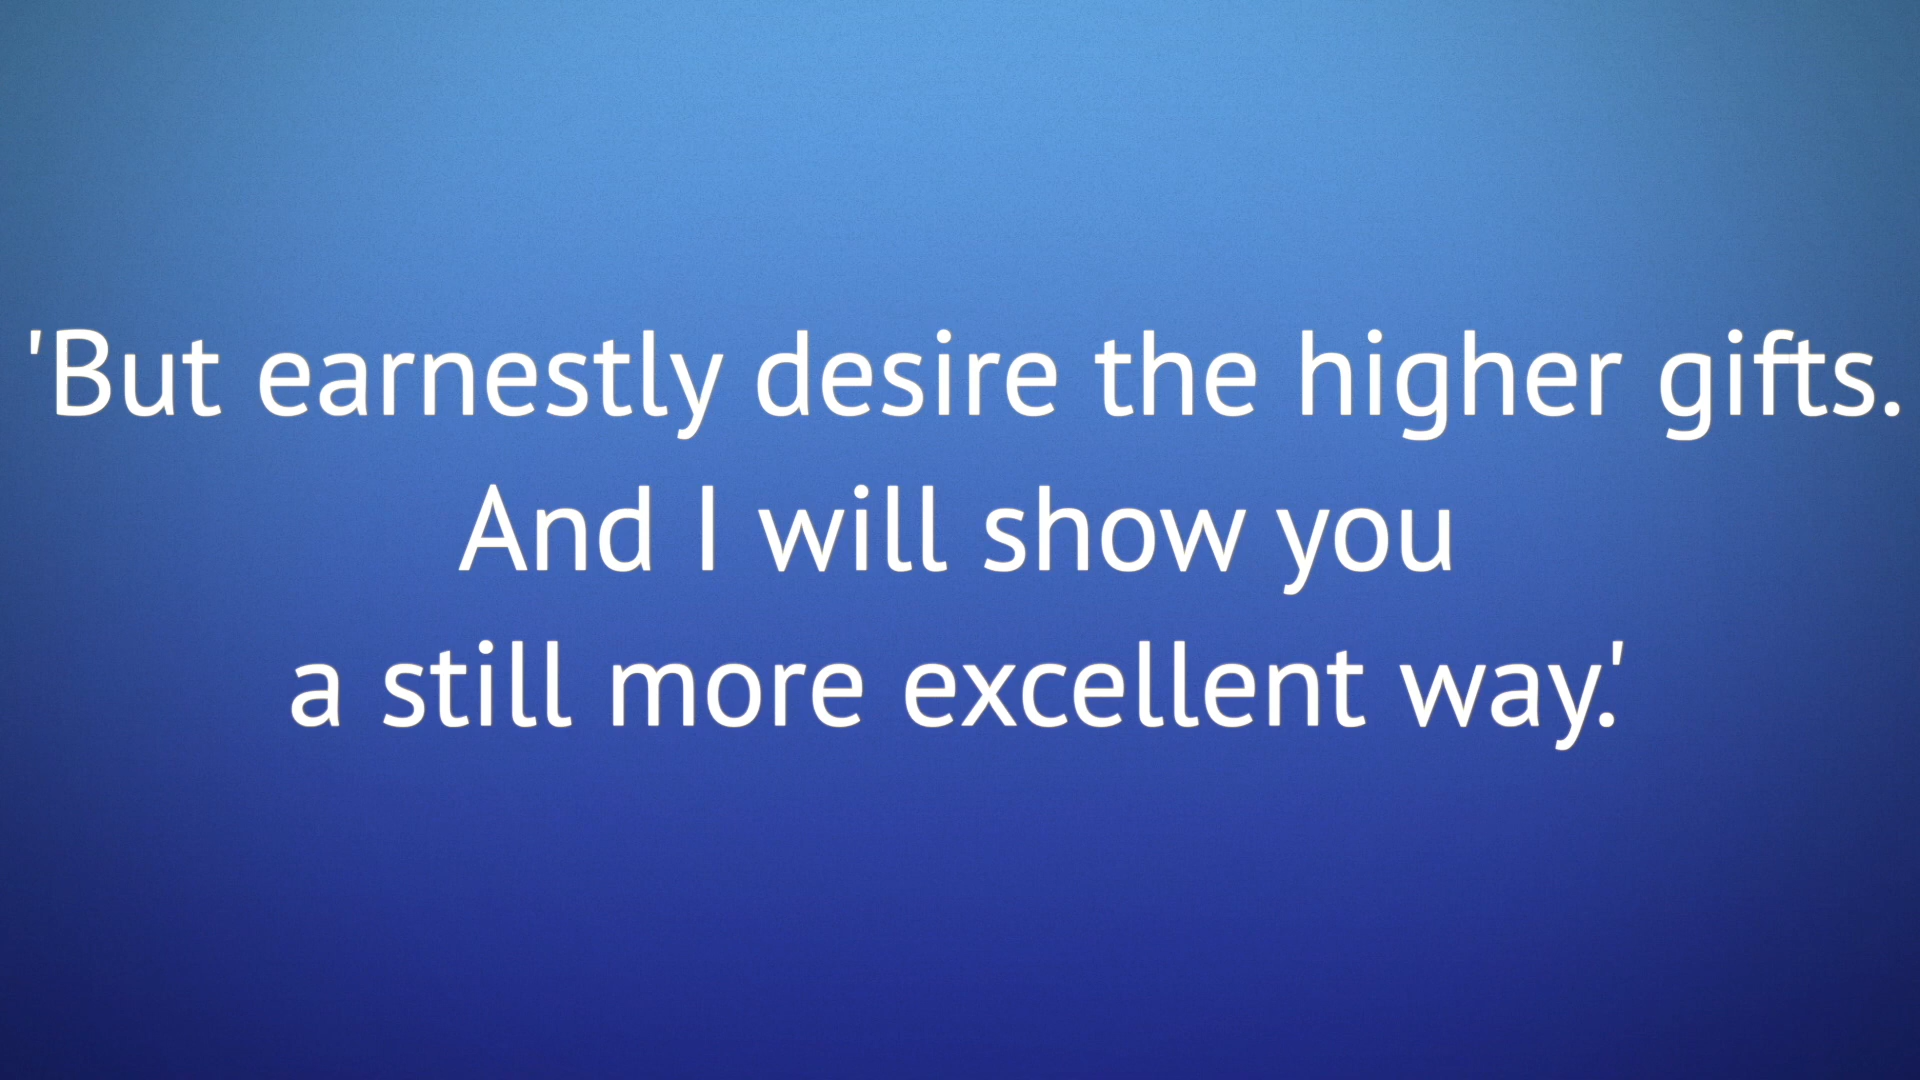 'But earnestly desire the higher gifts.
And I will show you
a still more excellent way.'